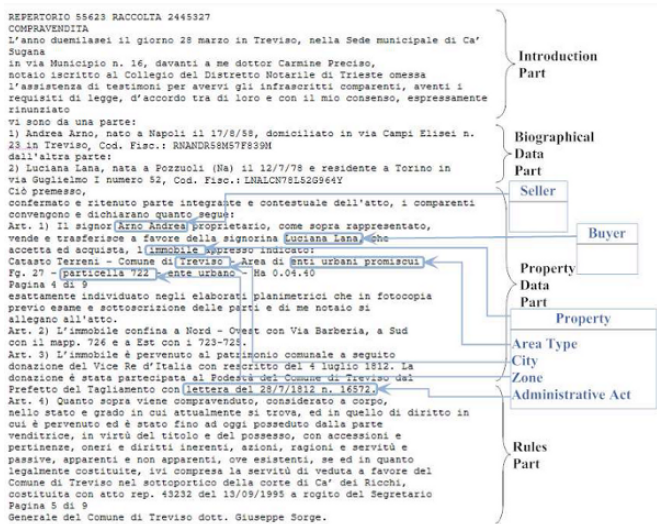 REPERTORIO 55623 RACCOLTA 2445327
COMPRAVENDITA
L'anno duemilasei il giorno 28 marzo in Treviso, nella Sede municipale di Ca'
Sugana
in via Municipio n. 16, davanti a me dottor Carmine Preciso,
notaio iscritto al Collegio del Distretto Notarile di Trieste omessa
l'assistenza di testimoni per avervi gli infrascritti comparenti, aventi i
requisiti di legge, d'accordo tra di loro e con il mio consenso, espressamente
rinunziato
vi sono da una parte:
1) Andrea Arno, nato a Napoli il 17/8/58, domiciliato in via Campi Elisei n.
23 in Treviso, Cod. Fisc.: RNANDR58M57F839M
dall'altra parte:
2) Luciana Lana, nata a Pozzuoli (Na) il 12/7/78 e residente a Torino in
via Guglielmo I numero 52, Cod. Fisc.: LNALCN78L52G964Y
Ciò premesso,
confermato e ritenuto parte integrante e contestuale dell'atto, i comparenti
convengono e dichiarano quanto segue:
Art. 1) Il signor Arno Andrea proprietario, come sopra rappresentato,
vende e trasferisce a favore della signorina Luciana Lana, che
accetta ed acquista, l'immobile appresso indicato:
Catasto Terreni - Comune di Treviso - Area di enti urbani promiscui
Fg. 27 - particella 722 - ente urbano - Ha 0.04.40
Pagina 4 di 9
esattamente individuato negli elaborati planimetrici che in fotocopia
previo esame e sottoscrizione delle parti e di me notaio si
allegano all'atto.
Art. 2) L'immobile confina a Nord - Ovest con Via Barberia, a Sud
con il mapp. 726 e a Est con i 723-725.
Art. 3) L'immobile è pervenuto al patrimonio comunale a seguito
donazione del Vice Re d'Italia con rescritto del 4 luglio 1812. La
donazione è stata partecipata al Podestà del Comune di Treviso dal
Prefetto del Tagliamento con lettera del 28/7/1812 n. 16572.
Art. 4) Quanto sopra viene compravenduto, considerato a corpo,
nello stato e grado in cui attualmente si trova, ed in quello di diritto in
cui è pervenuto ed è stato fino ad oggi posseduto dalla parte
venditrice, in virtù del titolo e del possesso, con accessioni e
pertinenze, oneri e diritti inerenti, azioni, ragioni e servitù e
passive, apparenti e non apparenti, ove esistenti, se ed in quanto
legalmente costituite, ivi compresa la servitù di veduta a favore del
Comune di Treviso nel sottoportico della corte di Ca' dei Ricchi,
costituita con atto rep. 43232 del 13/09/1995 a rogito del Segretario
Pagina 5 di 9
Generale del Comune di Treviso dott. Giuseppe Sorge.
Introduction
Part
Biographical
Data
Part
Seller
Buyer
Property
Data
Part
Property
Area Type
City
Zone
Administrative Act
Rules
Part